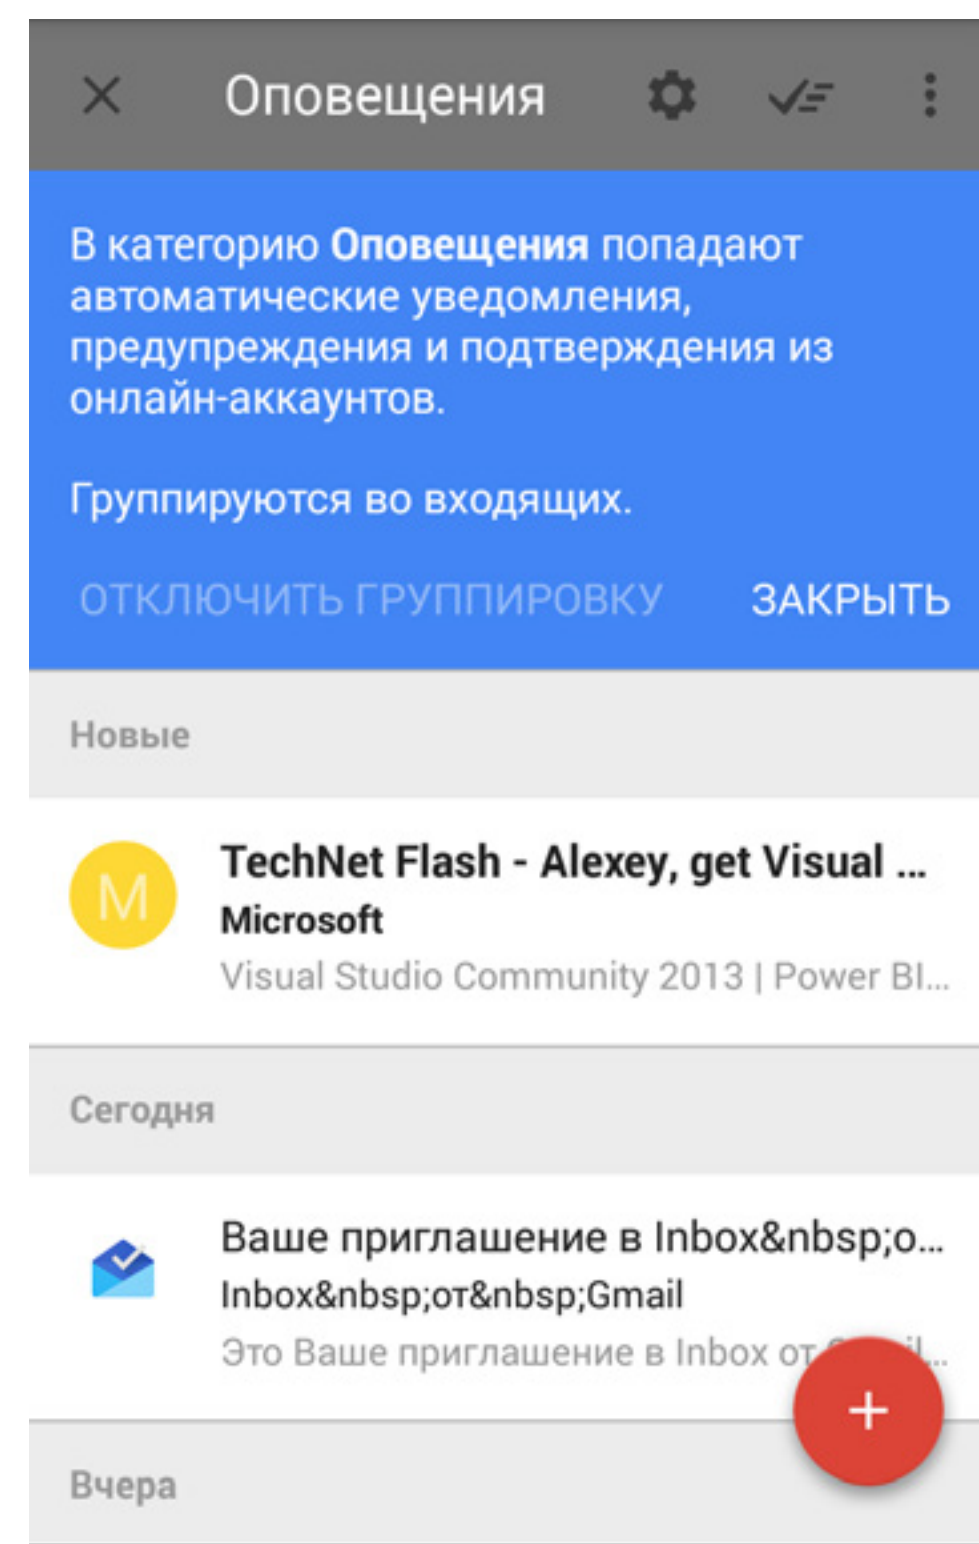 Оповещения
В категорию Оповещения попадают
автоматические уведомления,
предупреждения и подтверждения из
онлайн-аккаунтов.
Группируются во входящих.
ОТКЛЮЧИТЬ ГРУППИРОВКУ ЗАКРЫТЬ
Новые
M
TechNet Flash - Alexey, get Visual ...
Microsoft
Visual Studio Community 2013 | Power BI...
Сегодня
Ваше приглашение в Inbox&nbsp;о...
Inbox&nbsp;от&nbsp;Gmail
Это Ваше приглашение в Inbox от
Вчера